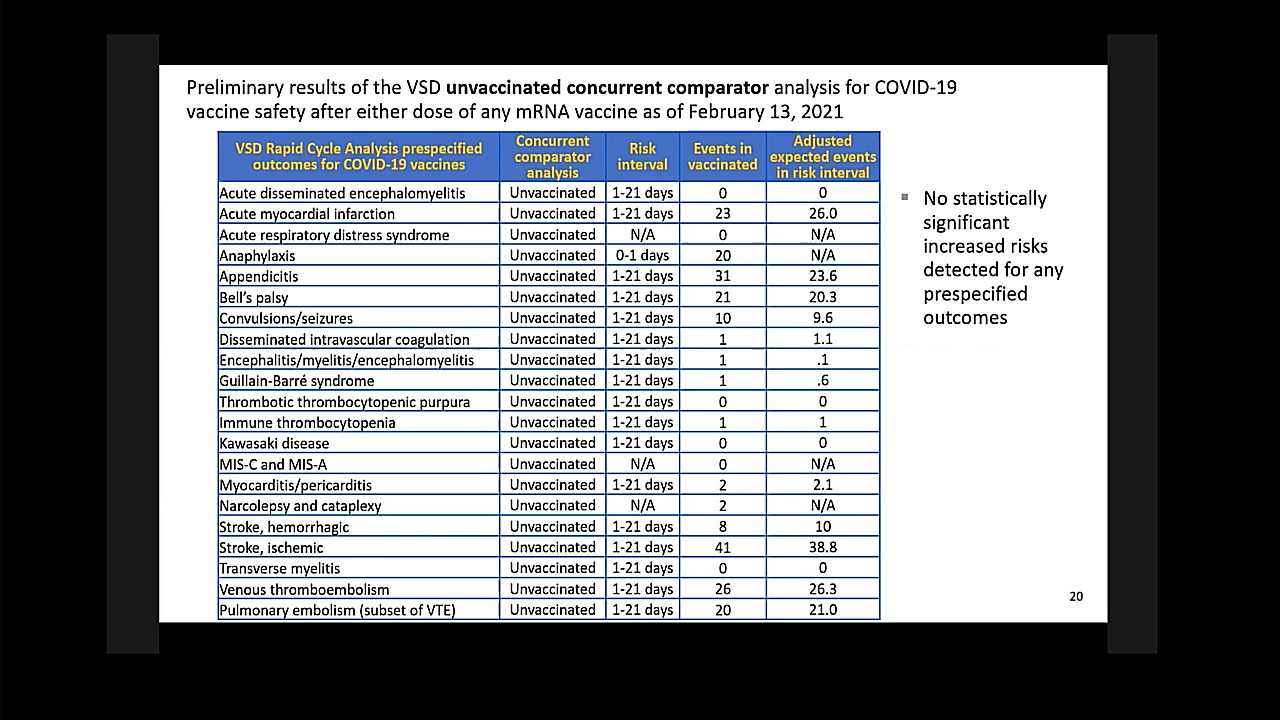 Preliminary results of the VSD unvaccinated concurrent comparator analysis for COVID-19
vaccine safety after either dose of any mRNA vaccine as of February 13, 2021
VSD Rapid Cycle Analysis prespecified outcomes for COVID-19 vaccines Concurrent comparator analysis Risk interval Events in vaccinated Adjusted expected events in risk interval
Acute disseminated encephalomyelitis Unvaccinated 1-21 days 0 0
Acute myocardial infarction Unvaccinated 1-21 days 23 26.0
Acute respiratory distress syndrome Unvaccinated N/A 0 N/A
Anaphylaxis Unvaccinated 0-1 days 20 N/A
Appendicitis Unvaccinated 1-21 days 31 23.6
Bell's palsy Unvaccinated 1-21 days 21 20.3
Convulsions/seizures Unvaccinated 1-21 days 10 9.6
Disseminated intravascular coagulation Unvaccinated 1-21 days 1 1.1
Encephalitis/myelitis/encephalomyelitis Unvaccinated 1-21 days 1 .1
Guillain-Barré syndrome Unvaccinated 1-21 days 1 .6
Thrombotic thrombocytopenic purpura Unvaccinated 1-21 days 0 0
Immune thrombocytopenia Unvaccinated 1-21 days 1 1
Kawasaki disease Unvaccinated 1-21 days 0 0
MIS-C and MIS-A Unvaccinated N/A 0 N/A
Myocarditis/pericarditis Unvaccinated 1-21 days 2 2.1
Narcolepsy and cataplexy Unvaccinated N/A 2 N/A
Stroke, hemorrhagic Unvaccinated 1-21 days 8 10
Stroke, ischemic Unvaccinated 1-21 days 41 38.8
Transverse myelitis Unvaccinated 1-21 days 0 0
Venous thromboembolism Unvaccinated 1-21 days 26 26.3
Pulmonary embolism (subset of VTE) Unvaccinated 1-21 days 20 21.0
▪ No statistically
significant
increased risks
detected for any
prespecified
outcomes
20